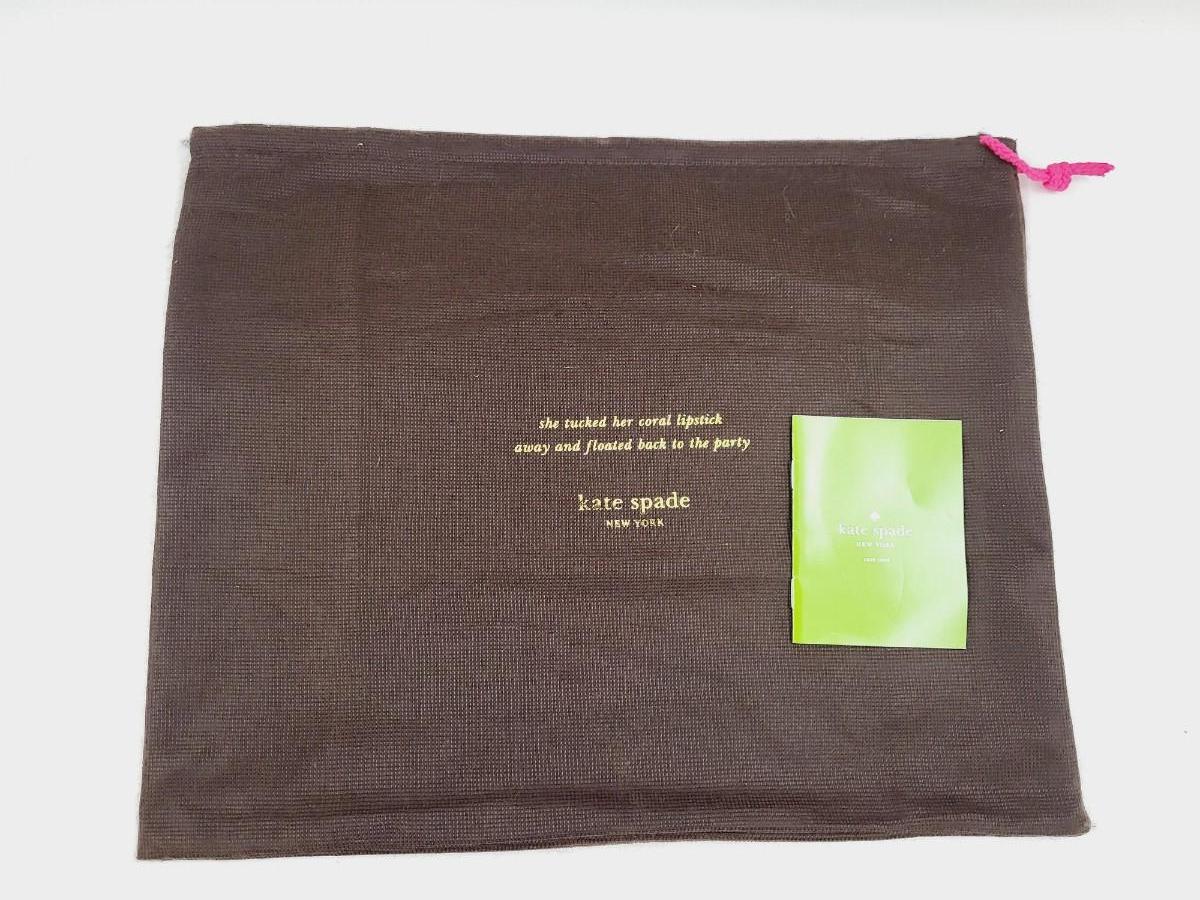 she tucked her coral lipstick
away and floated back to the party
kate spade
NEW YORK
kate spade
NEW YORK